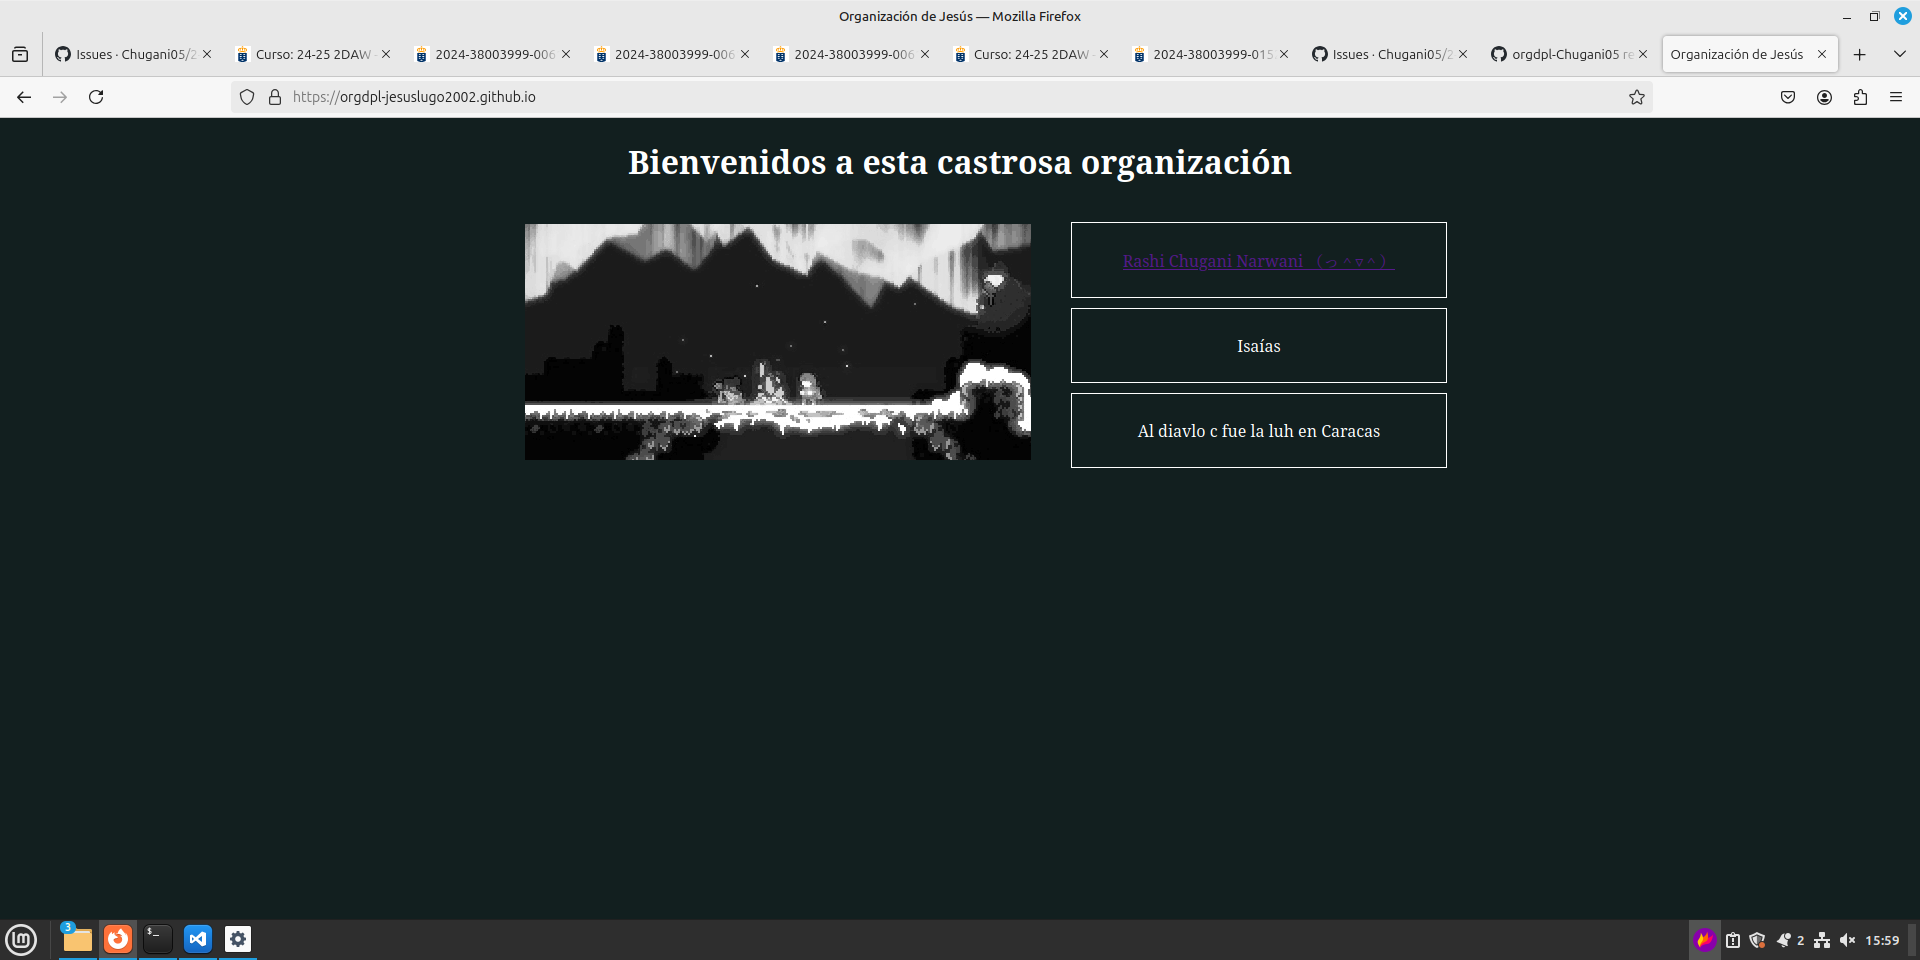 Organización de Jesús — Mozilla Firefox
Issues · Chugani05/2
Curso: 24-25 2DAW
2024-38003999-006
2024-38003999-006
2024-38003999-006
Curso: 24-25 2DAW
2024-38003999-015
Issues · Chugani05/2
orgdpl-Chugani05 re
Organización de Jesús
https://orgdpl-jesuslugo2002.github.io
Bienvenidos a esta castrosa organización
Rashi Chugani Narwani （っ＾▿＾）
Isaías
Al diavlo c fue la luh en Caracas
3
2
15:59